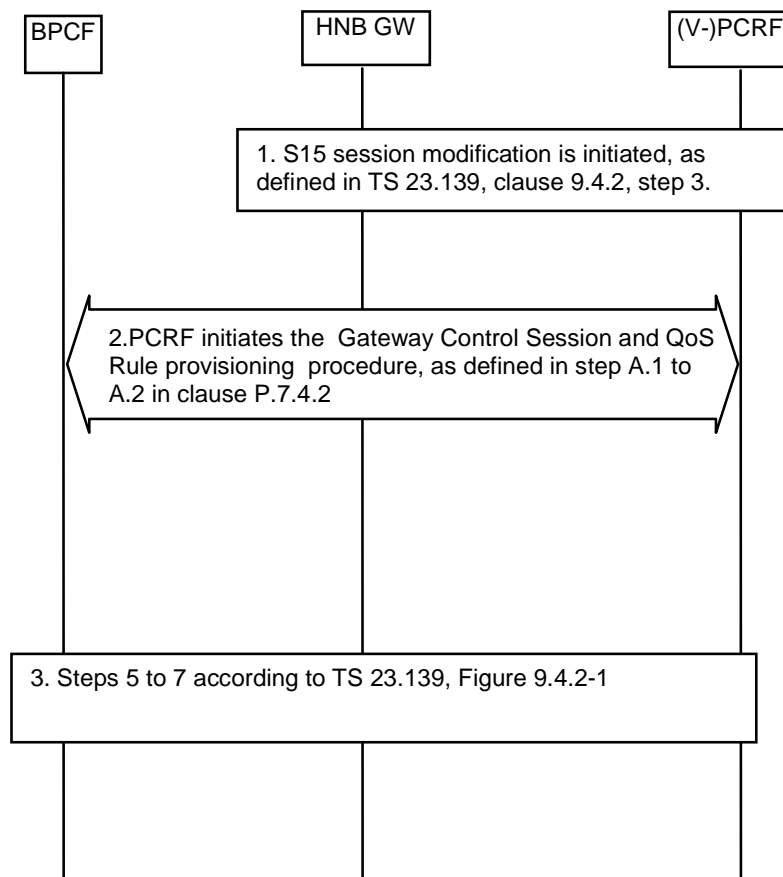 BPCF
HNB GW
(V-)PCRF
1. S15 session modification is initiated, as
defined in TS 23.139, clause 9.4.2, step 3.
2.PCRF initiates the Gateway Control Session and QoS
Rule provisioning procedure, as defined in step A.1 to
A.2 in clause P.7.4.2
3. Steps 5 to 7 according to TS 23.139, Figure 9.4.2-1